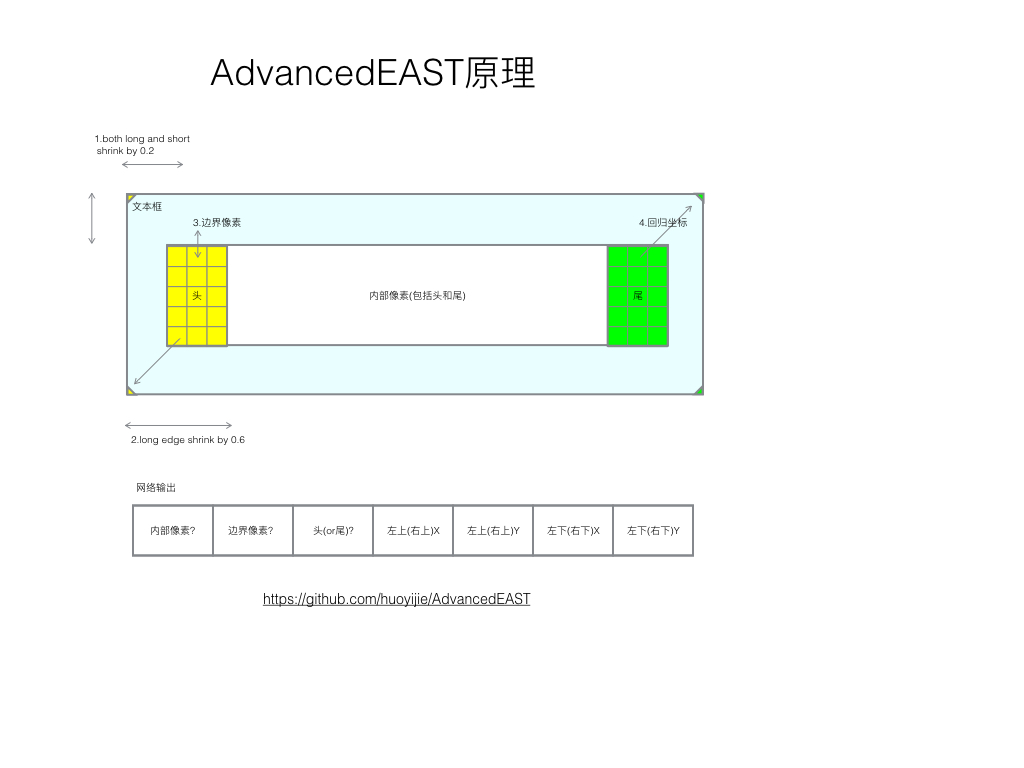 AdvancedEAST原理
1.both long and short
shrink by 0.2
文本框
3.边界像素
4.回归坐标
头
内部像素(包括头和尾)
尾
2.long edge shrink by 0.6
网络输出
内部像素?
边界像素?
头(or尾)?
左上(右上)X
左上(右上)Y
左下(右下)X
左下(右下)Y
https://github.com/huoyijie/AdvancedEAST